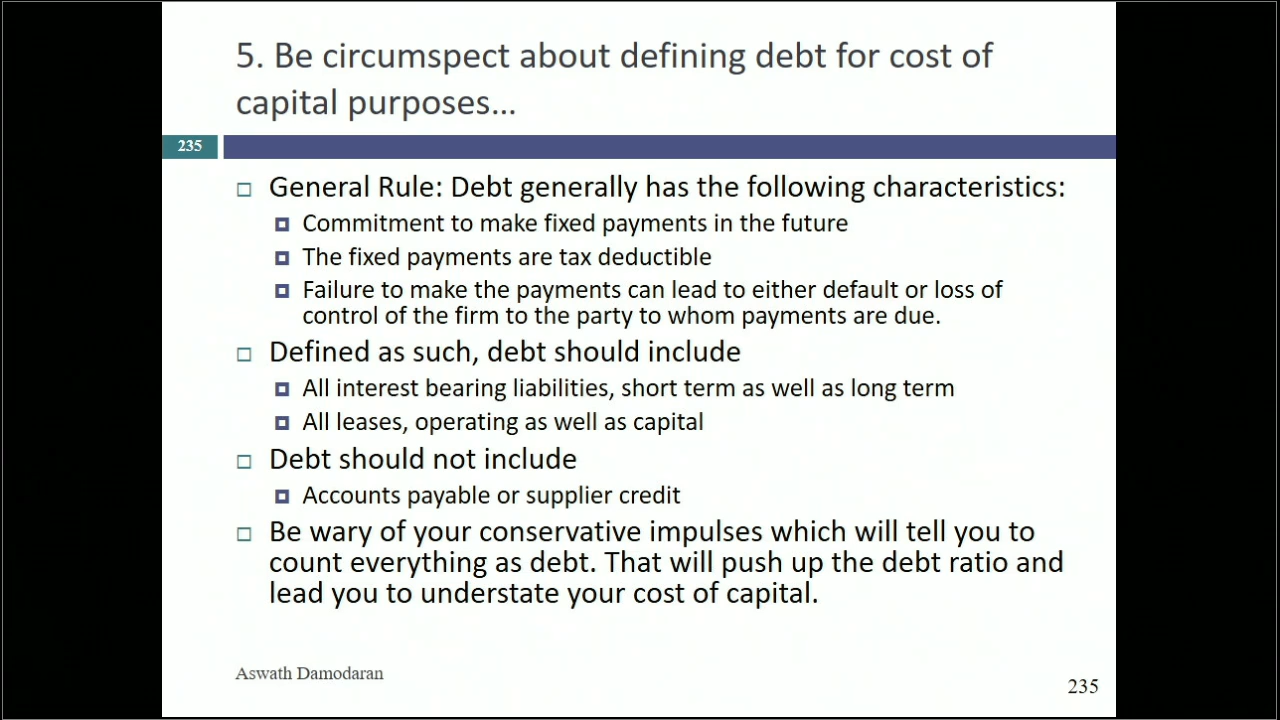 5. Be circumspect about defining debt for cost of
capital purposes...
235
General Rule: Debt generally has the following characteristics:
Commitment to make fixed payments in the future
The fixed payments are tax deductible
Failure to make the payments can lead to either default or loss of
control of the firm to the party to whom payments are due.
Defined as such, debt should include
All interest bearing liabilities, short term as well as long term
All leases, operating as well as capital
Debt should not include
Accounts payable or supplier credit
Be wary of your conservative impulses which will tell you to
count everything as debt. That will push up the debt ratio and
lead you to understate your cost of capital.
Aswath Damodaran
235